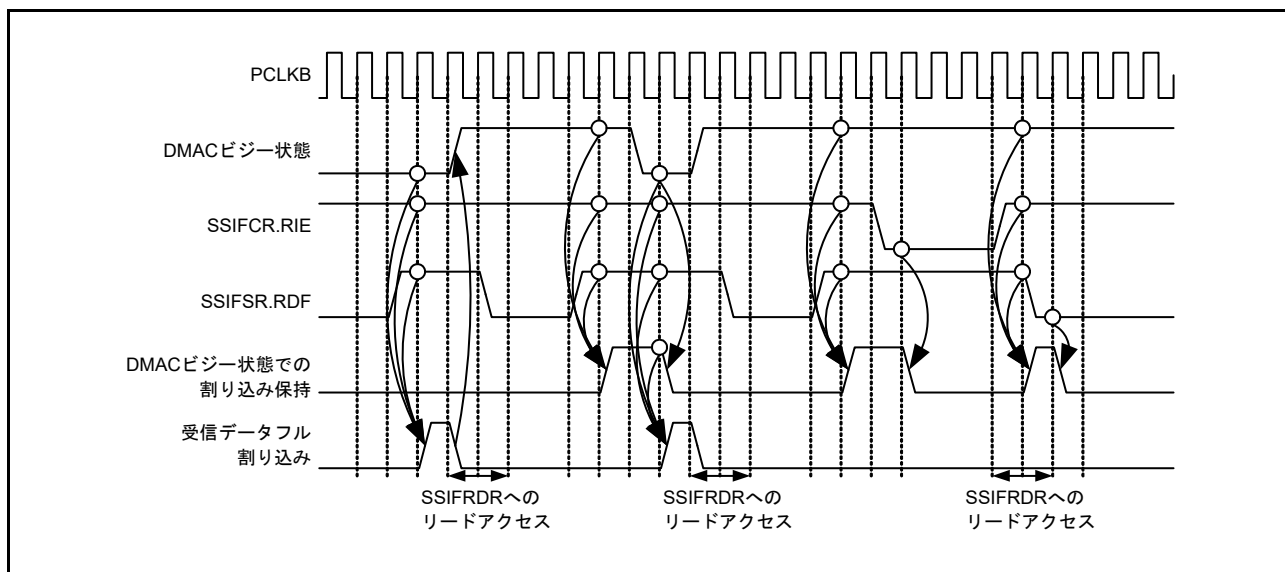 PCLKB
DMACビジー状態
SSIFCR.RIE
SSIFSR.RDF
DMACビジー状態での
割り込み保持
受信データフル
割り込み
SSIFRDRへの
リードアクセス
SSIFRDRへの
リードアクセス
SSIFRDRへの
リードアクセス